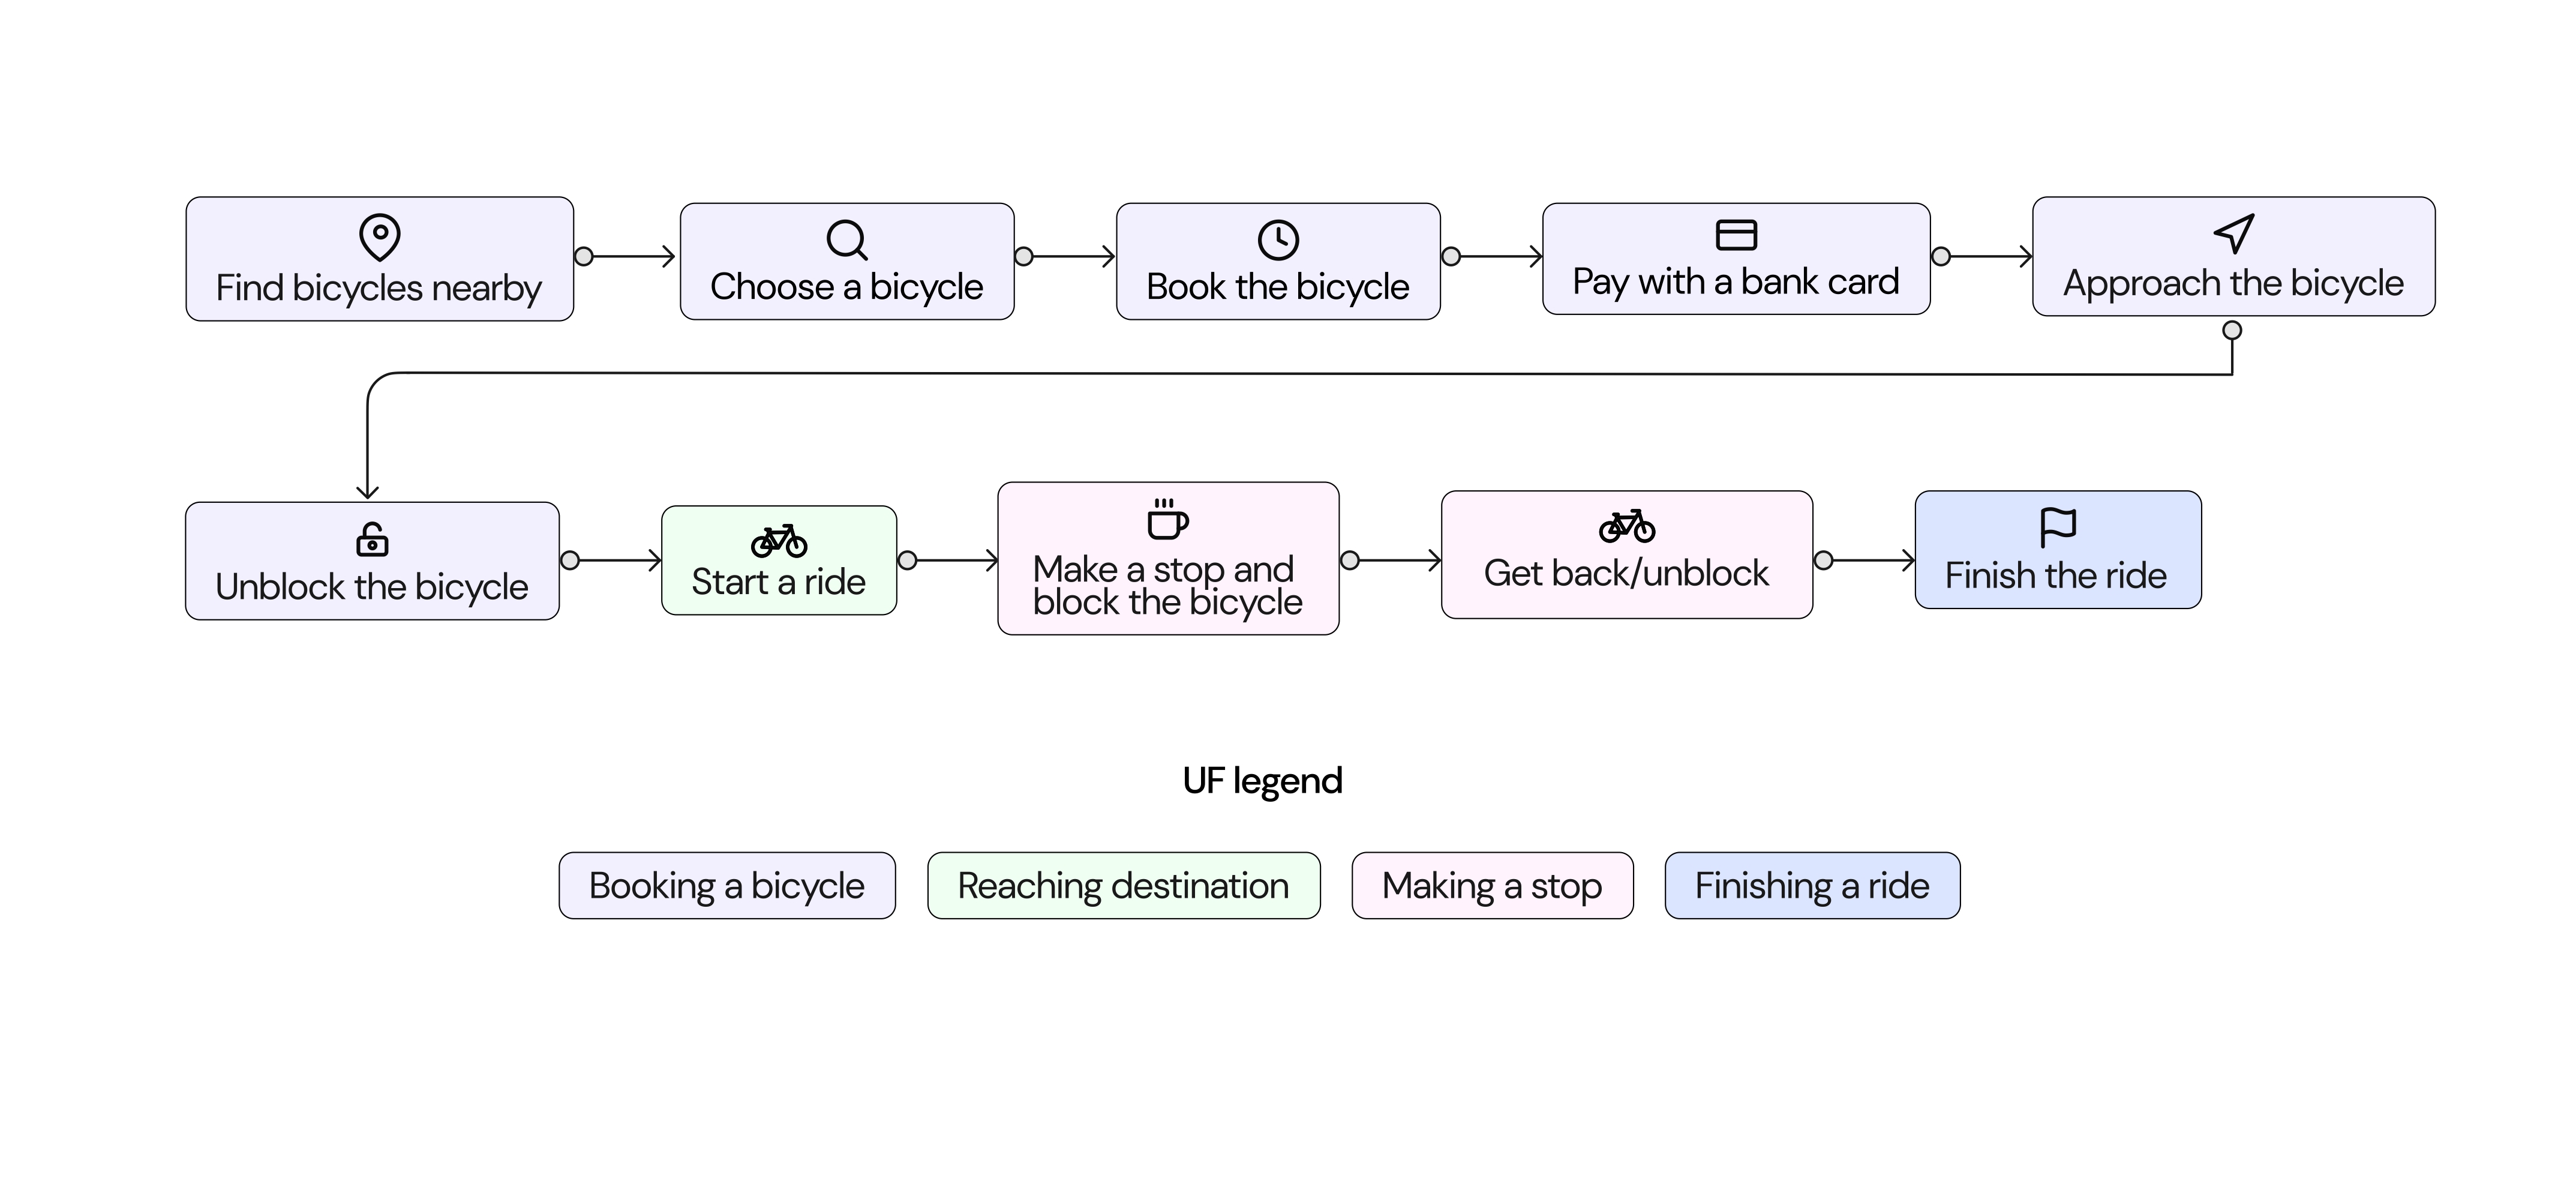 Find bicycles nearby
Choose a bicycle
Book the bicycle
Pay with a bank card
Approach the bicycle
Unblock the bicycle
Start a ride
Make a stop and
block the bicycle
Get back/unblock
Finish the ride
UF legend
Booking a bicycle
Reaching destination
Making a stop
Finishing a ride